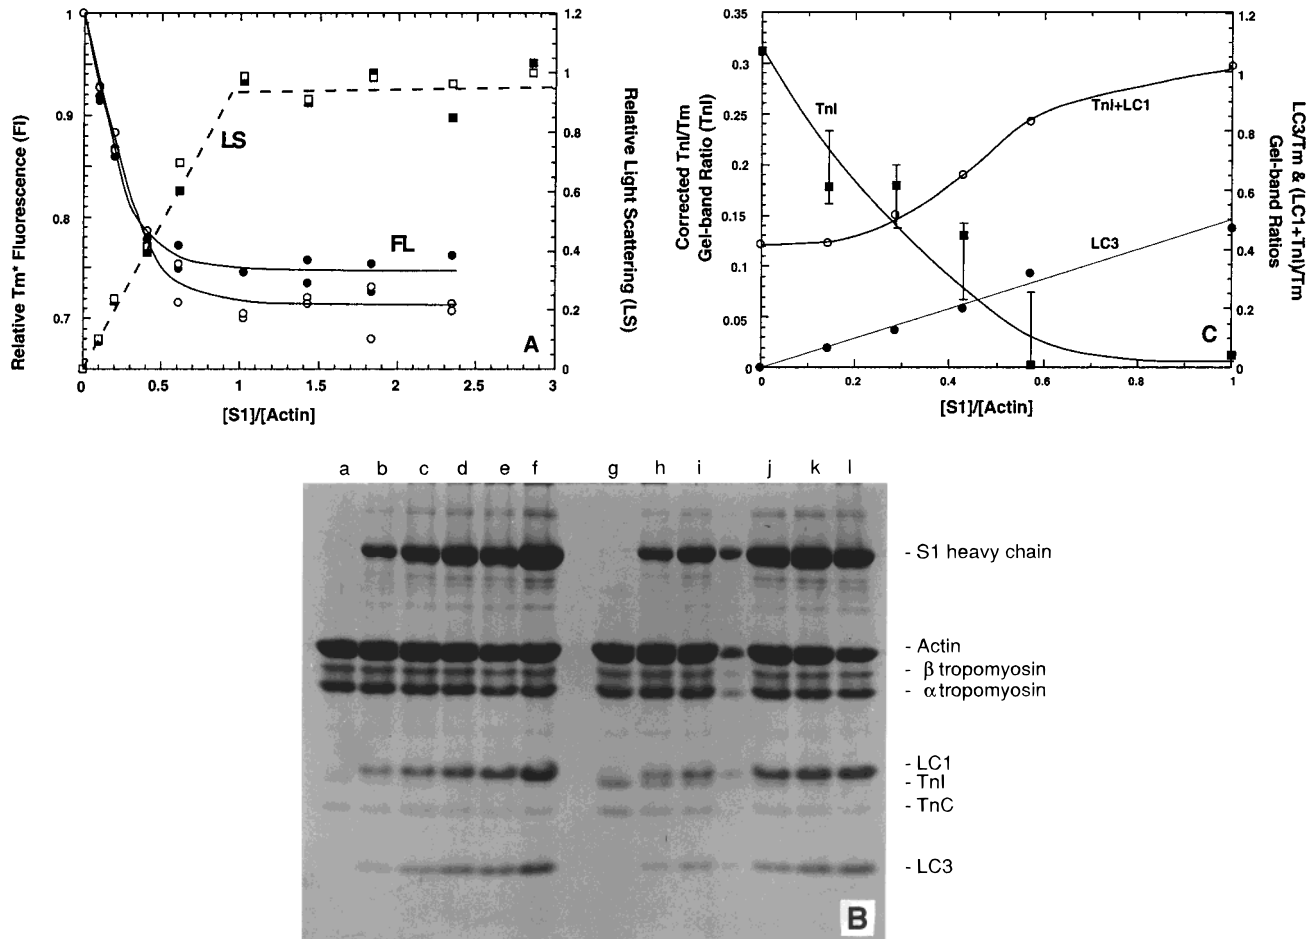 Relative Tm* Fluorescence (Fl)
1
0.9
0.8
0.7
0
0.5
1
1.5
2
2.5
3
[S1]/[Actin]
1.2
1
0.8
0.6
0.4
0.2
0
Relative Light Scattering (LS)
LS
FL
A
Corrected TnI/Tm
Gel-band Ratio (TnI)
0.35
0.3
0.25
0.2
0.15
0.1
0.05
0
0
0.2
0.4
0.6
0.8
1
[S1]/[Actin]
1.2
1
0.8
0.6
0.4
0.2
0
LC3/Tm & (LC1+TnI)/Tm
Gel-band Ratios
TnI
TnI+LC1
LC3
C
a b c d e f g h i j k l
- S1 heavy chain
- Actin
- β tropomyosin
- α tropomyosin
- LC1
- TnI
- TnC
- LC3
B